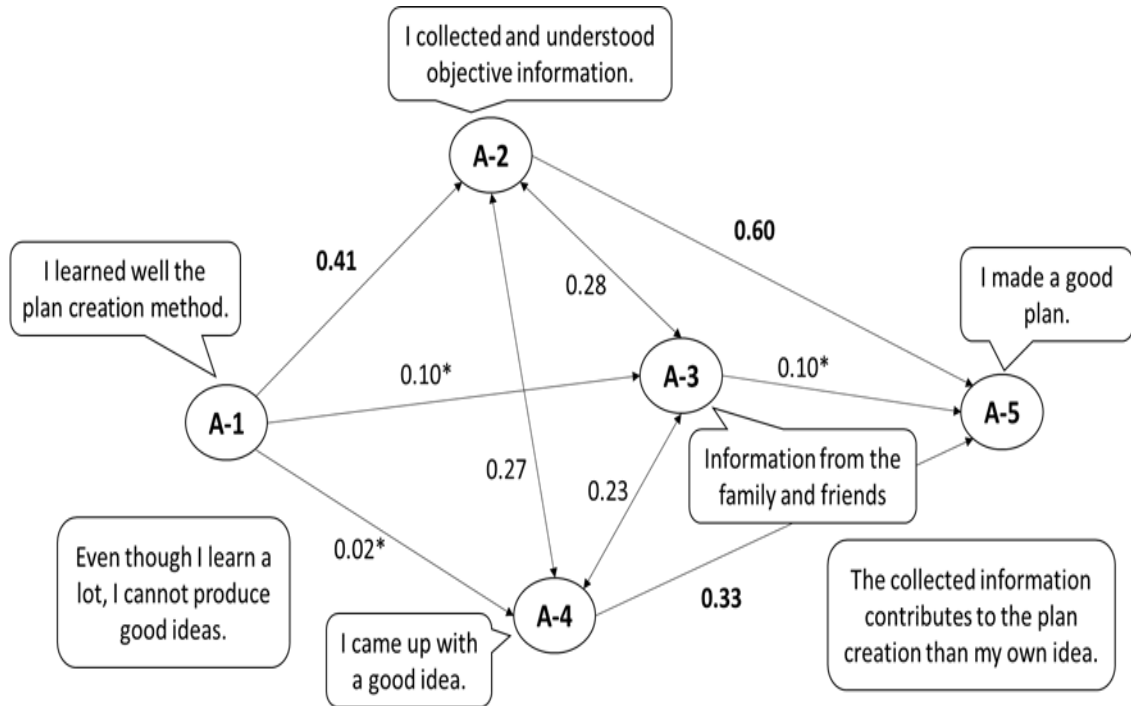 I collected and understood
objective information.
A-2
0.41
0.60
I learned well the
plan creation method.
0.28
I made a good
plan.
0.10*
A-3
0.10*
A-1
A-5
0.27
Information from the
family and friends
0.23
0.02*
Even though I learn a
lot, I cannot produce
good ideas.
A-4
0.33
I came up with
a good idea.
The collected information
contributes to the plan
creation than my own idea.